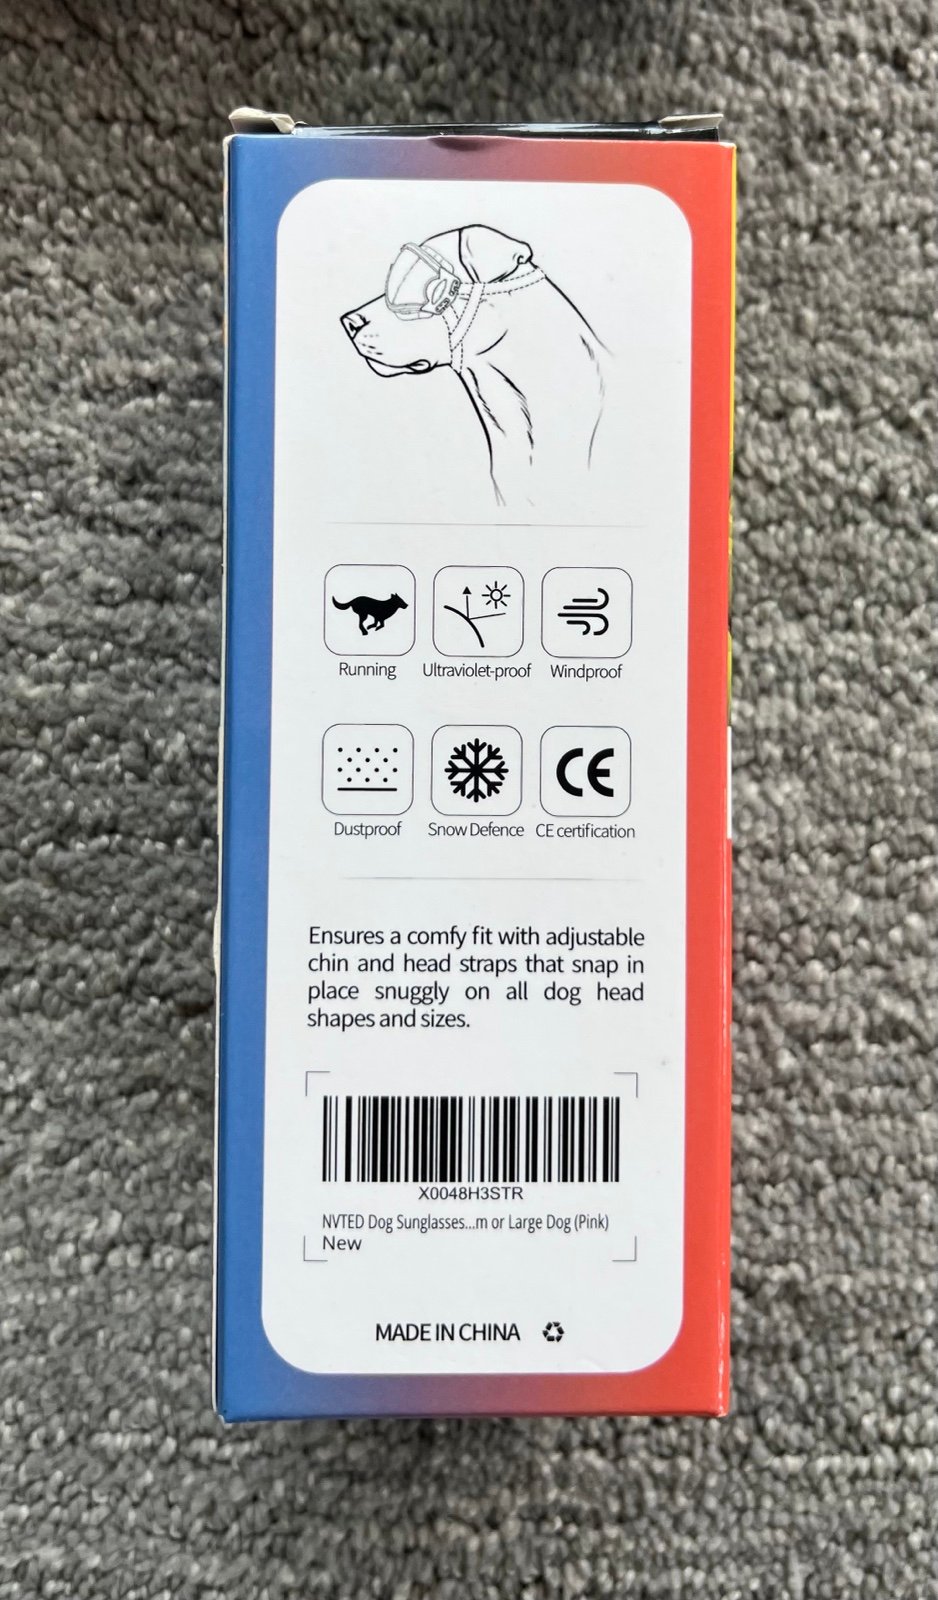 Running Ultraviolet-proof Windproof
CE
Dustproof Snow Defence CE certification
Ensures a comfy fit with adjustable
chin and head straps that snap in
place snuggly on all dog head
shapes and sizes.
X0048H3STR
NVTED Dog Sunglasses...m or Large Dog (Pink)
New
MADE IN CHINA